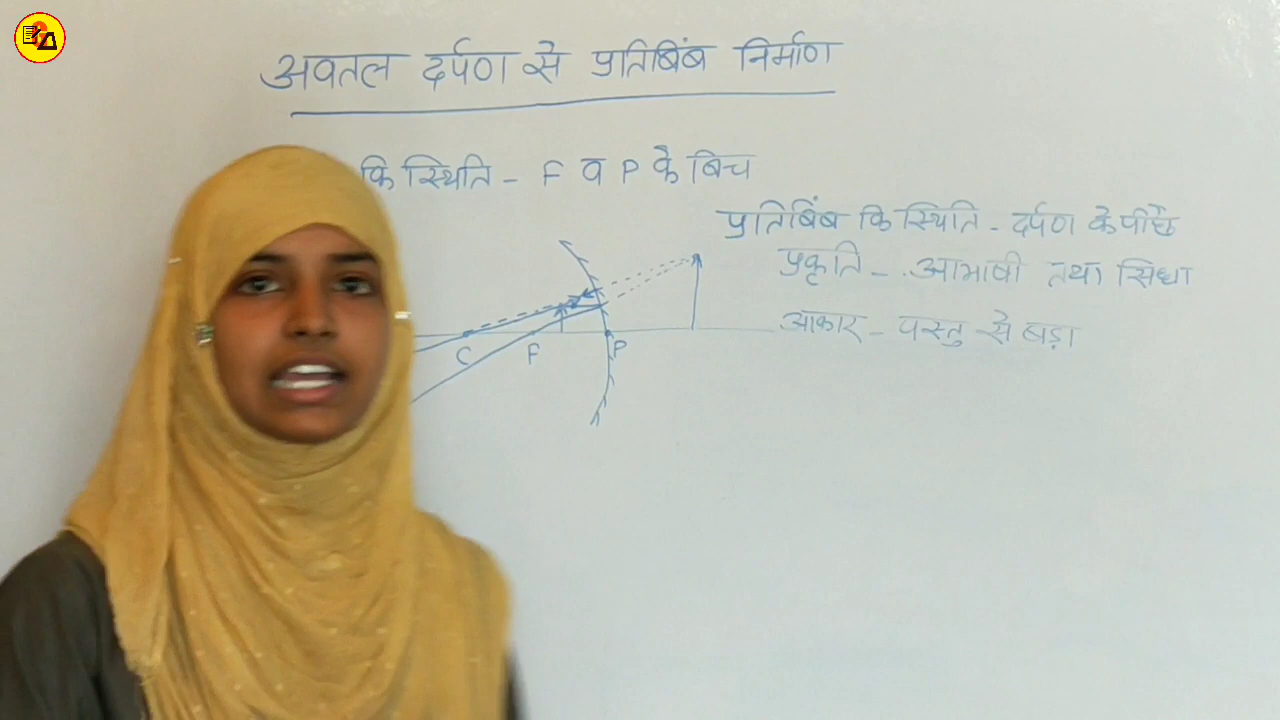 अवतल दर्पण से प्रतिबिंब निर्माण
कि स्थिति - F व P के बिच
प्रतिबिंब कि स्थिति - दर्पण के पीछे
प्रकृति - आभाषी तथा सिधा
आकार - वस्तु से बड़ा
C F P